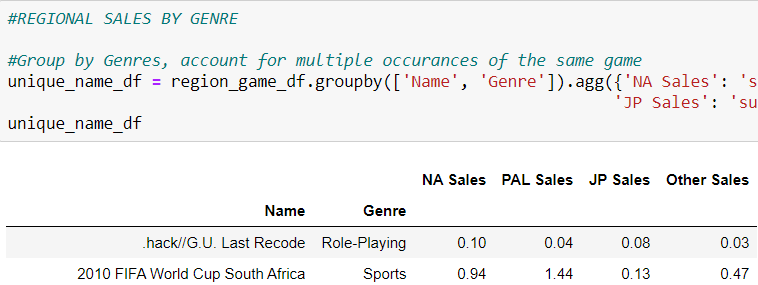 #REGIONAL SALES BY GENRE
#Group by Genres, account for multiple occurances of the same game
unique_name_df = region_game_df.groupby(['Name', 'Genre']).agg({'NA Sales': 's
'JP Sales': 'su
unique_name_df
NA Sales PAL Sales JP Sales Other Sales
Name Genre
.hack//G.U. Last Recode Role-Playing 0.10 0.04 0.08 0.03
2010 FIFA World Cup South Africa Sports 0.94 1.44 0.13 0.47